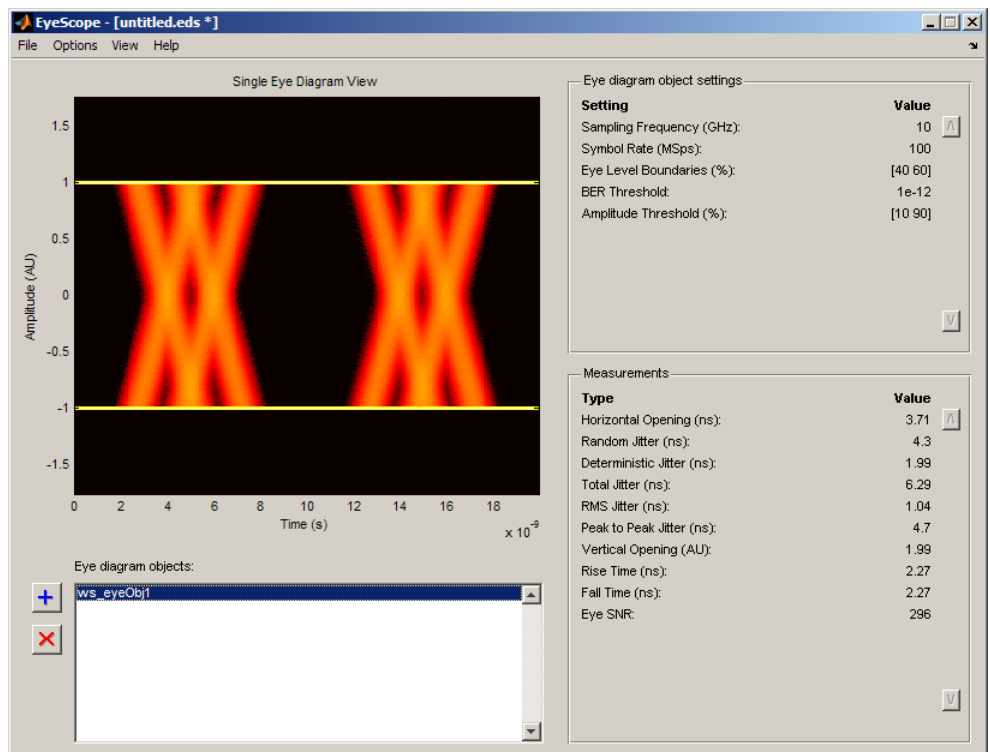 EyeScope - [untitled.eds *]
File Options View Help
Single Eye Diagram View
1.5
1
0.5
0
-0.5
-1
-1.5
Amplitude (AU)
0 2 4 6 8 10 12 14 16 18
Time (s)
x 10^-9
Eye diagram objects:
ws_eyeObj1
Eye diagram object settings
Setting Value
Sampling Frequency (GHz): 10
Symbol Rate (MSps): 100
Eye Level Boundaries (%): [40 60]
BER Threshold: 1e-12
Amplitude Threshold (%): [10 90]
Measurements
Type Value
Horizontal Opening (ns): 3.71
Random Jitter (ns): 4.3
Deterministic Jitter (ns): 1.99
Total Jitter (ns): 6.29
RMS Jitter (ns): 1.04
Peak to Peak Jitter (ns): 4.7
Vertical Opening (AU): 1.99
Rise Time (ns): 2.27
Fall Time (ns): 2.27
Eye SNR: 296